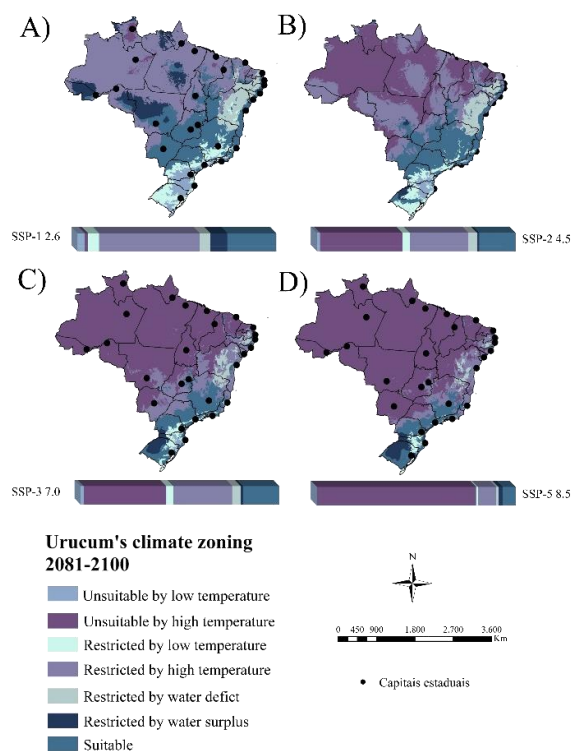 A)
B)
SSP-1 2.6
SSP-2 4.5
C)
D)
SSP-3 7.0
SSP-5 8.5
Urucum's climate zoning
2081-2100
Unsuitable by low temperature
Unsuitable by high temperature
Restricted by low temperature
Restricted by high temperature
Restricted by water defict
Restricted by water surplus
Suitable
N
0 450 900 1.800 2.700 3.600
Km
Capitais estaduais